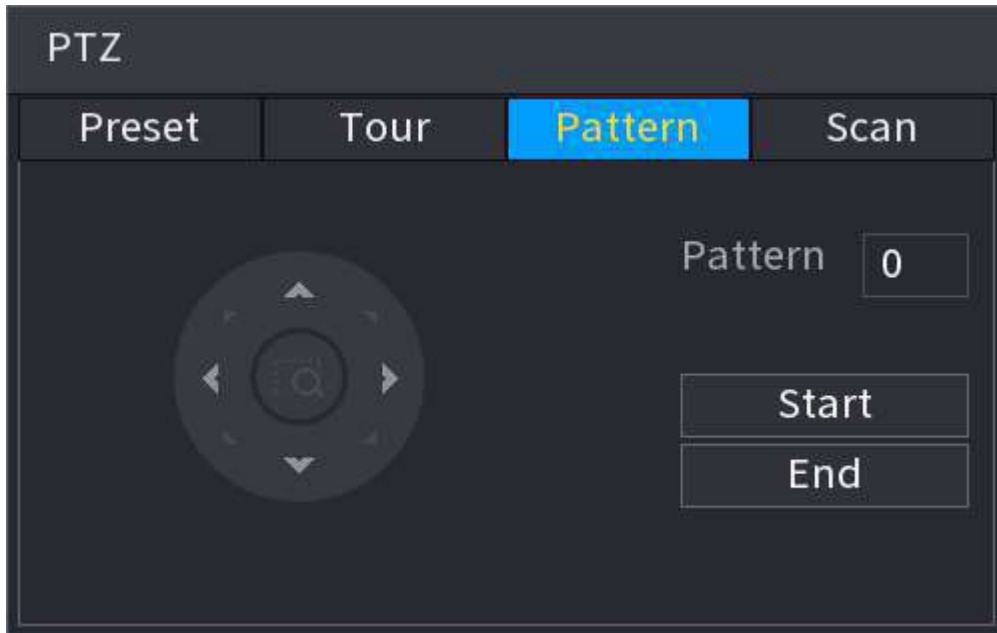 PTZ
Preset Tour Pattern Scan
Pattern 0
Start
End